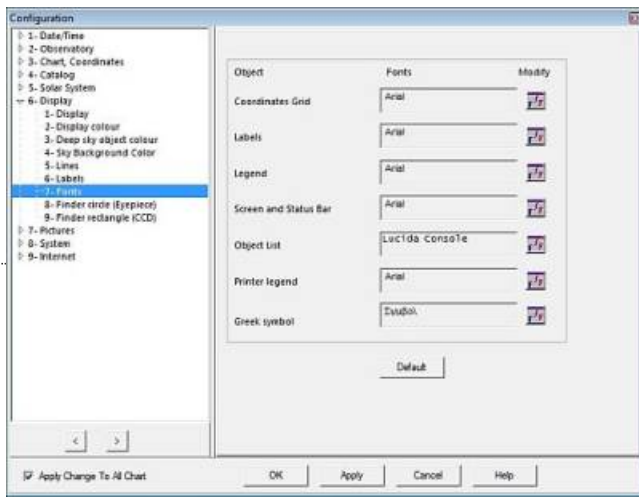 Configuration
1- Date/Time
2- Observatory
3- Chart, Coordinates
4- Catalog
5- Solar System
6- Display
1- Display
2- Display colour
3- Deep sky object colour
4- Sky Background Color
5- Lines
6- Labels
7- Fonts
8- Finder circle (Eyepiece)
9- Finder rectangle (CCD)
7- Pictures
8- System
9- Internet
< >
Object Fonts Modify
Coordinates Grid Arial
Labels Arial
Legend Arial
Screen and Status Bar Arial
Object List Lucida Console
Printer legend Arial
Greek symbol Σψμβολ
Default
Apply Change To All Chart
OK Apply Cancel Help